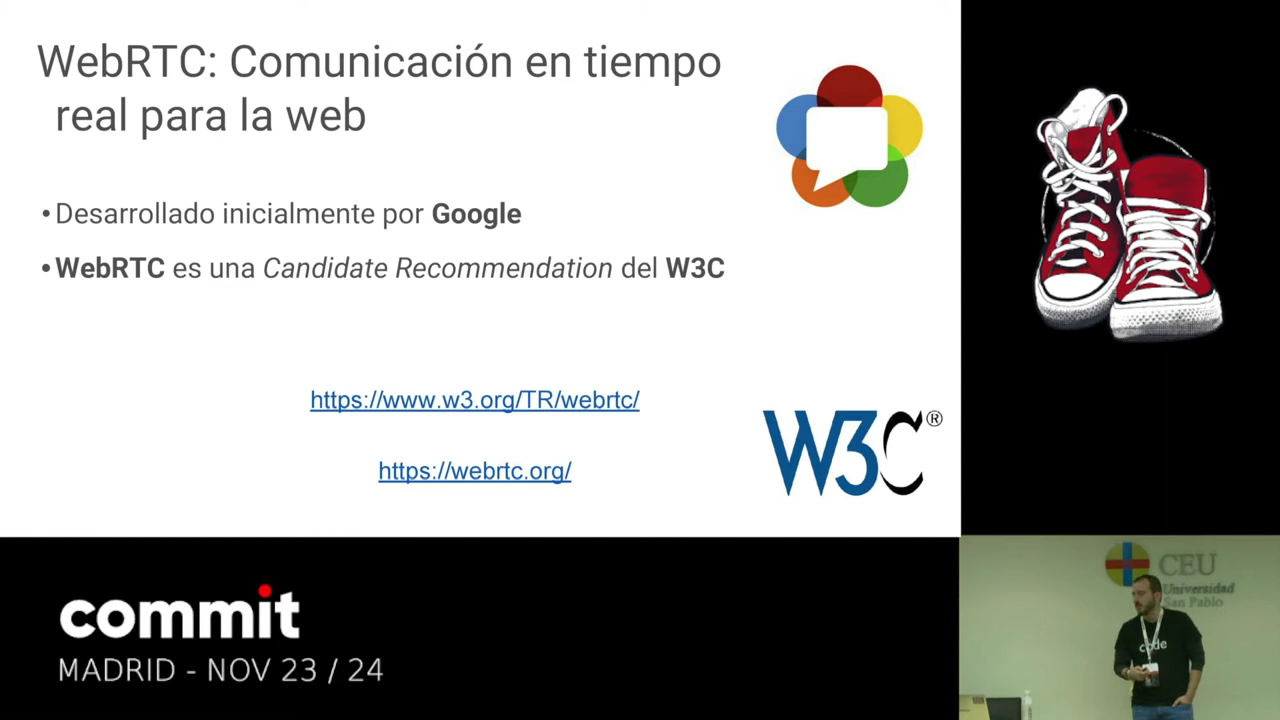 WebRTC: Comunicación en tiempo
real para la web
• Desarrollado inicialmente por Google
• WebRTC es una Candidate Recommendation del W3C
https://www.w3.org/TR/webrtc/
https://webrtc.org/
W3C®
commit
MADRID - NOV 23 / 24
CEU
Universidad
San Pablo
code